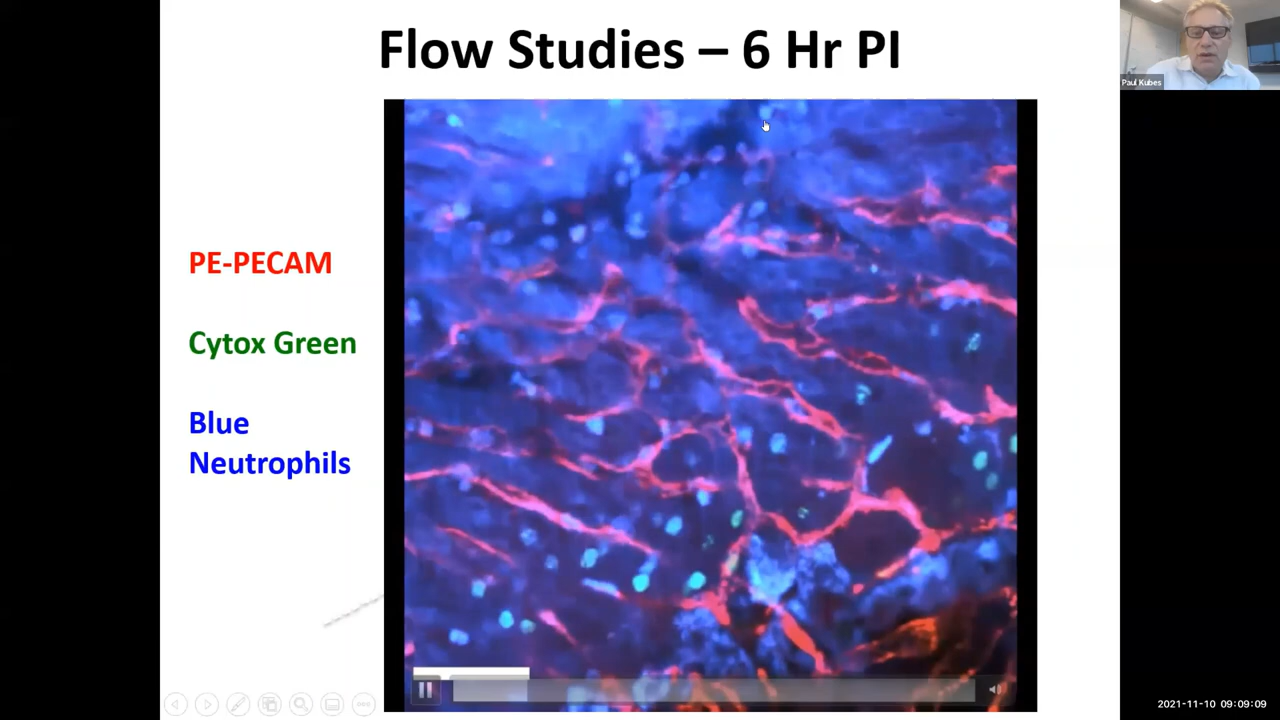 Flow Studies – 6 Hr PI
Paul Kubes
PE-PECAM
Cytox Green
Blue
Neutrophils
2021-11-10 09:09:09